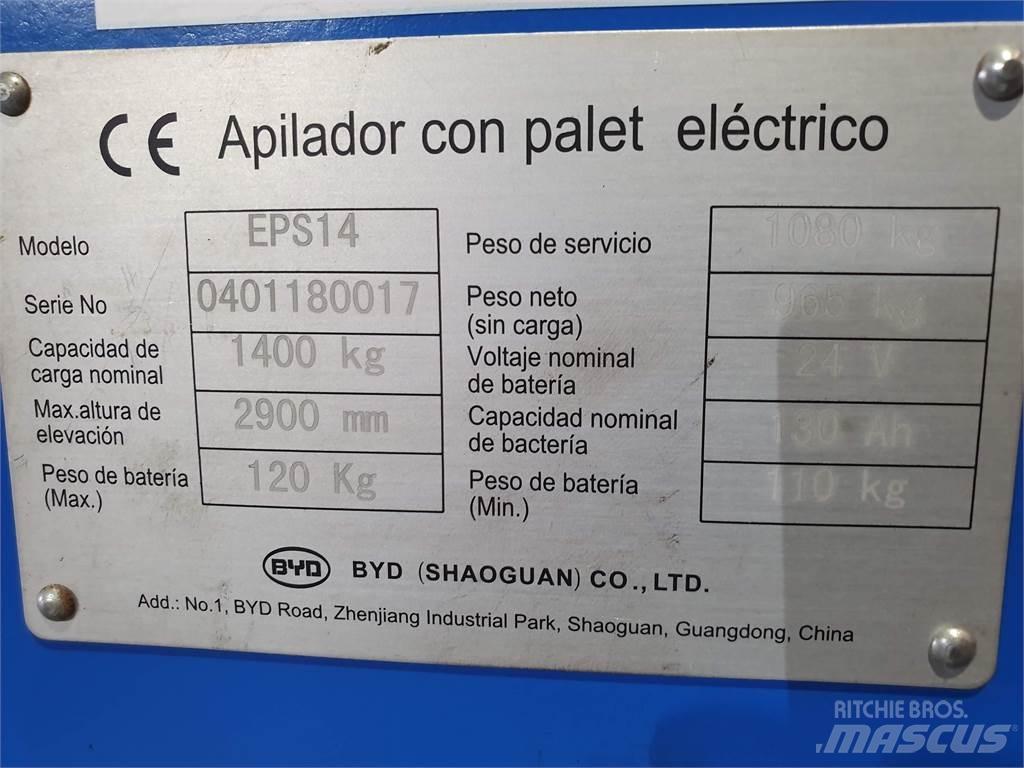 CE Apilador con palet eléctrico
Modelo EPS14 Peso de servicio 1080 kg
Serie No 0401180017 Peso neto 965 kg
(sin carga)
Capacidad de 1400 kg Voltaje nominal 24 V
carga nominal de batería
Max.altura de 2900 mm Capacidad nominal 130 Ah
elevación de bactería
Peso de batería 120 Kg Peso de batería 110 kg
(Max.) (Min.)
BYD BYD (SHAOGUAN) CO., LTD.
Add.: No.1, BYD Road, Zhenjiang Industrial Park, Shaoguan, Guangdong, China
RITCHIE BROS.
MASCUS